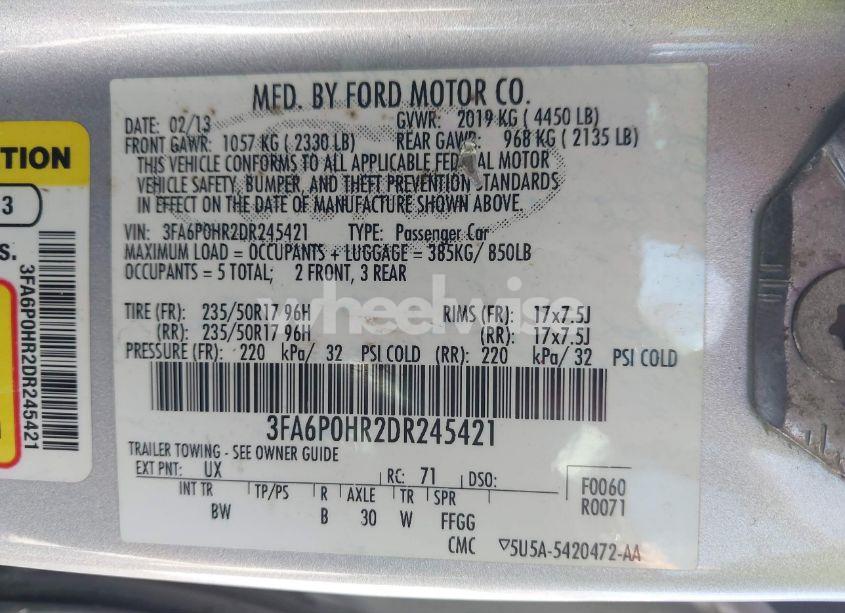 MFD. BY FORD MOTOR CO.
DATE: 02/13 GVWR: 2019 KG ( 4450 LB)
FRONT GAWR: 1057 KG ( 2330 LB) REAR GAWR: 968 KG ( 2135 LB)
THIS VEHICLE CONFORMS TO ALL APPLICABLE FEDERAL MOTOR
VEHICLE SAFETY, BUMPER, AND THEFT PREVENTION STANDARDS
IN EFFECT ON THE DATE OF MANUFACTURE SHOWN ABOVE.
VIN: 3FA6P0HR2DR245421 TYPE: Passenger Car
MAXIMUM LOAD = OCCUPANTS + LUGGAGE = 385KG/ 850LB
OCCUPANTS = 5 TOTAL; 2 FRONT, 3 REAR
TIRE (FR): 235/50R17 96H RIMS (FR): 17x7.5J
(RR): 235/50R17 96H (RR): 17x7.5J
PRESSURE (FR): 220 kPa/ 32 PSI COLD (RR): 220 kPa/ 32 PSI COLD
3FA6P0HR2DR245421
TRAILER TOWING - SEE OWNER GUIDE
EXT PNT: UX RC: 71 DSO:
INT TR TP/PS R AXLE TR SPR
BW B 30 W FFGG
F0060
R0071
CMC ▽5U5A-5420472-AA
TION
3
S.
3FA6P0HR2DR245421
wheelwise